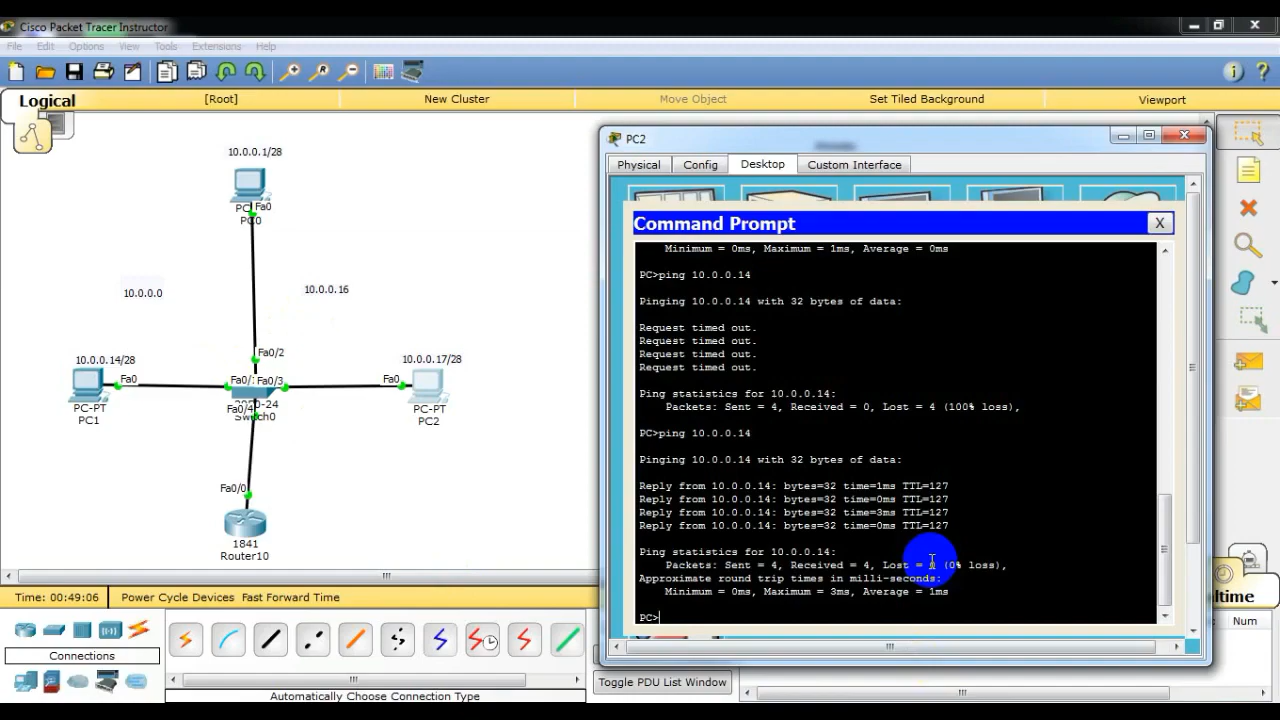 Cisco Packet Tracer Instructor
File Edit Options View Tools Extensions Help
Logical [Root] New Cluster Move Object Set Tiled Background Viewport
10.0.0.1/28
Fa0
PC0
10.0.0.0
10.0.0.16
10.0.0.14/28
Fa0
PC-PT
PC1
Fa0/2
Fa0/3
Fa0/4
Switch0
10.0.0.17/28
Fa0
PC-PT
PC2
Fa0/0
1841
Router10
PC2
Physical Config Desktop Custom Interface
Command Prompt X
Minimum = 0ms, Maximum = 1ms, Average = 0ms
PC>ping 10.0.0.14
Pinging 10.0.0.14 with 32 bytes of data:
Request timed out.
Request timed out.
Request timed out.
Request timed out.
Ping statistics for 10.0.0.14:
Packets: Sent = 4, Received = 0, Lost = 4 (100% loss),
PC>ping 10.0.0.14
Pinging 10.0.0.14 with 32 bytes of data:
Reply from 10.0.0.14: bytes=32 time=1ms TTL=127
Reply from 10.0.0.14: bytes=32 time=0ms TTL=127
Reply from 10.0.0.14: bytes=32 time=3ms TTL=127
Reply from 10.0.0.14: bytes=32 time=0ms TTL=127
Ping statistics for 10.0.0.14:
Packets: Sent = 4, Received = 4, Lost = (0% loss),
Approximate round trip times in milli-seconds:
Minimum = 0ms, Maximum = 3ms, Average = 1ms
PC>
Time: 00:49:06 Power Cycle Devices Fast Forward Time
Connections
Automatically Choose Connection Type
Toggle PDU List Window
Num